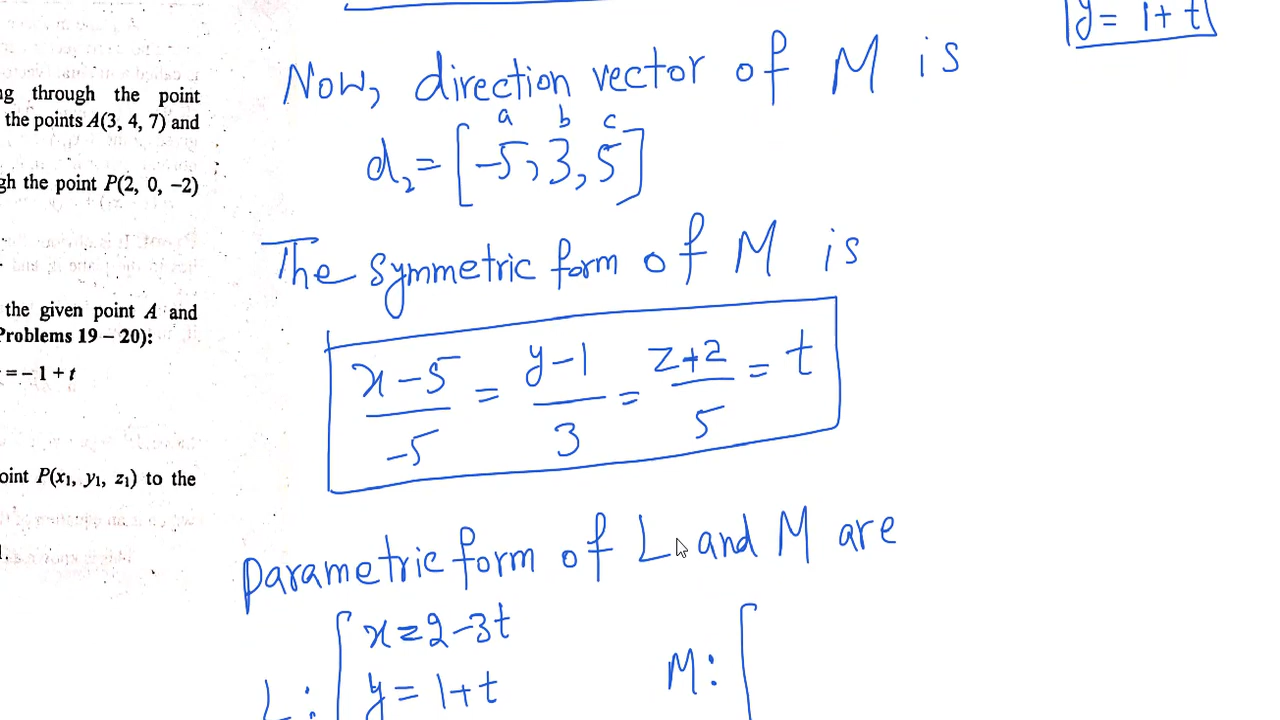 y = 1 + t
ng through the point
the points A(3, 4, 7) and
gh the point P(2, 0, −2)
the given point A and
Problems 19 – 20):
= − 1 + t
oint P(x₁, y₁, z₁) to the
1.
Now, direction vector of M is
a b c
d₂ = [-5, 3, 5]
The symmetric form of M is
x − 5 / −5 = y − 1 / 3 = z + 2 / 5 = t
parametric form of L and M are
x = 2 − 3t
L: y = 1 + t
M: